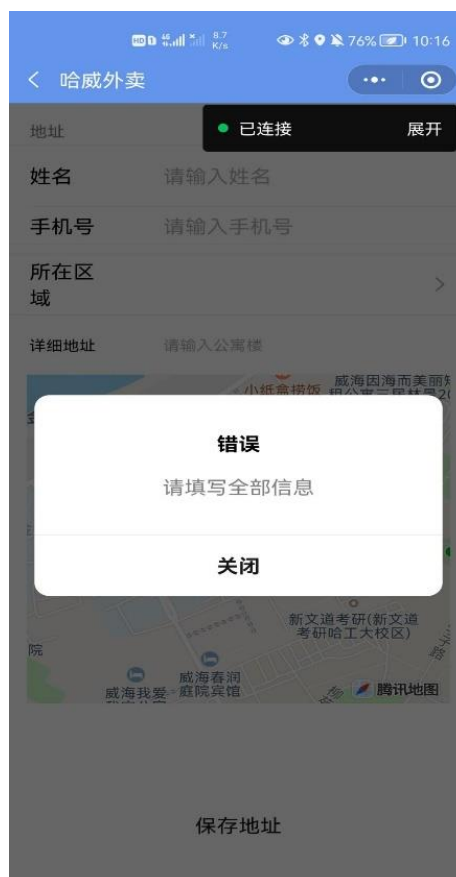 HD 46 8.7 K/s 76% 10:16
哈威外卖
已连接 展开
地址
姓名 请输入姓名
手机号 请输入手机号
所在区
域
详细地址 请输入公寓楼
小纸盒捞饭 威海因海而美丽
错误
请填写全部信息
关闭
新文道考研(新文道
考研哈工大校区)
路
院
威海春润
庭院宾馆
威海我爱
腾讯地图
保存地址